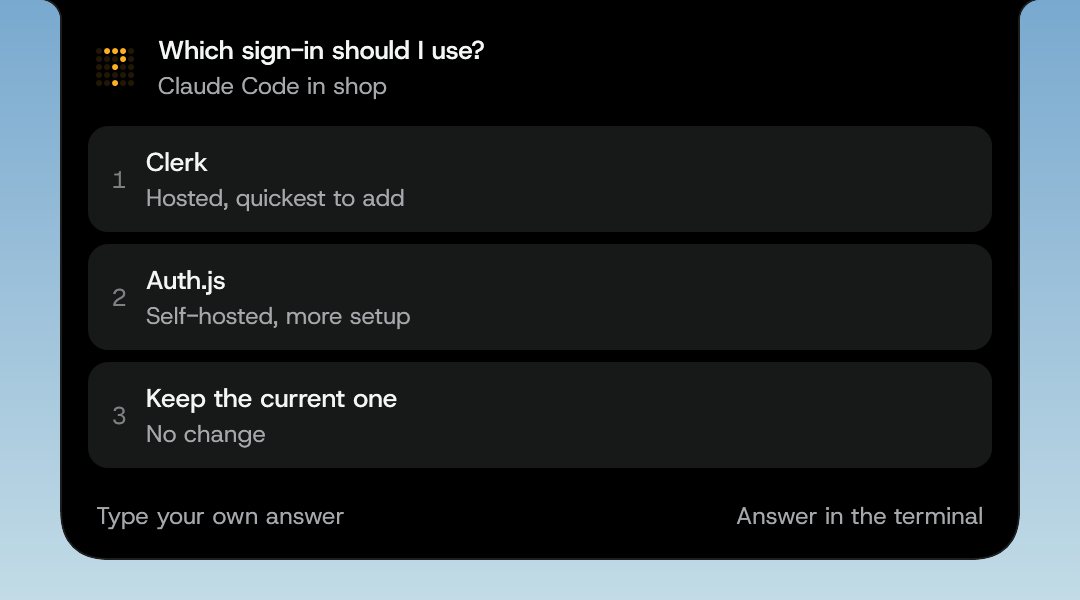 Which sign-in should I use?
Claude Code in shop
1
Clerk
Hosted, quickest to add
2
Auth.js
Self-hosted, more setup
3
Keep the current one
No change
Type your own answer
Answer in the terminal